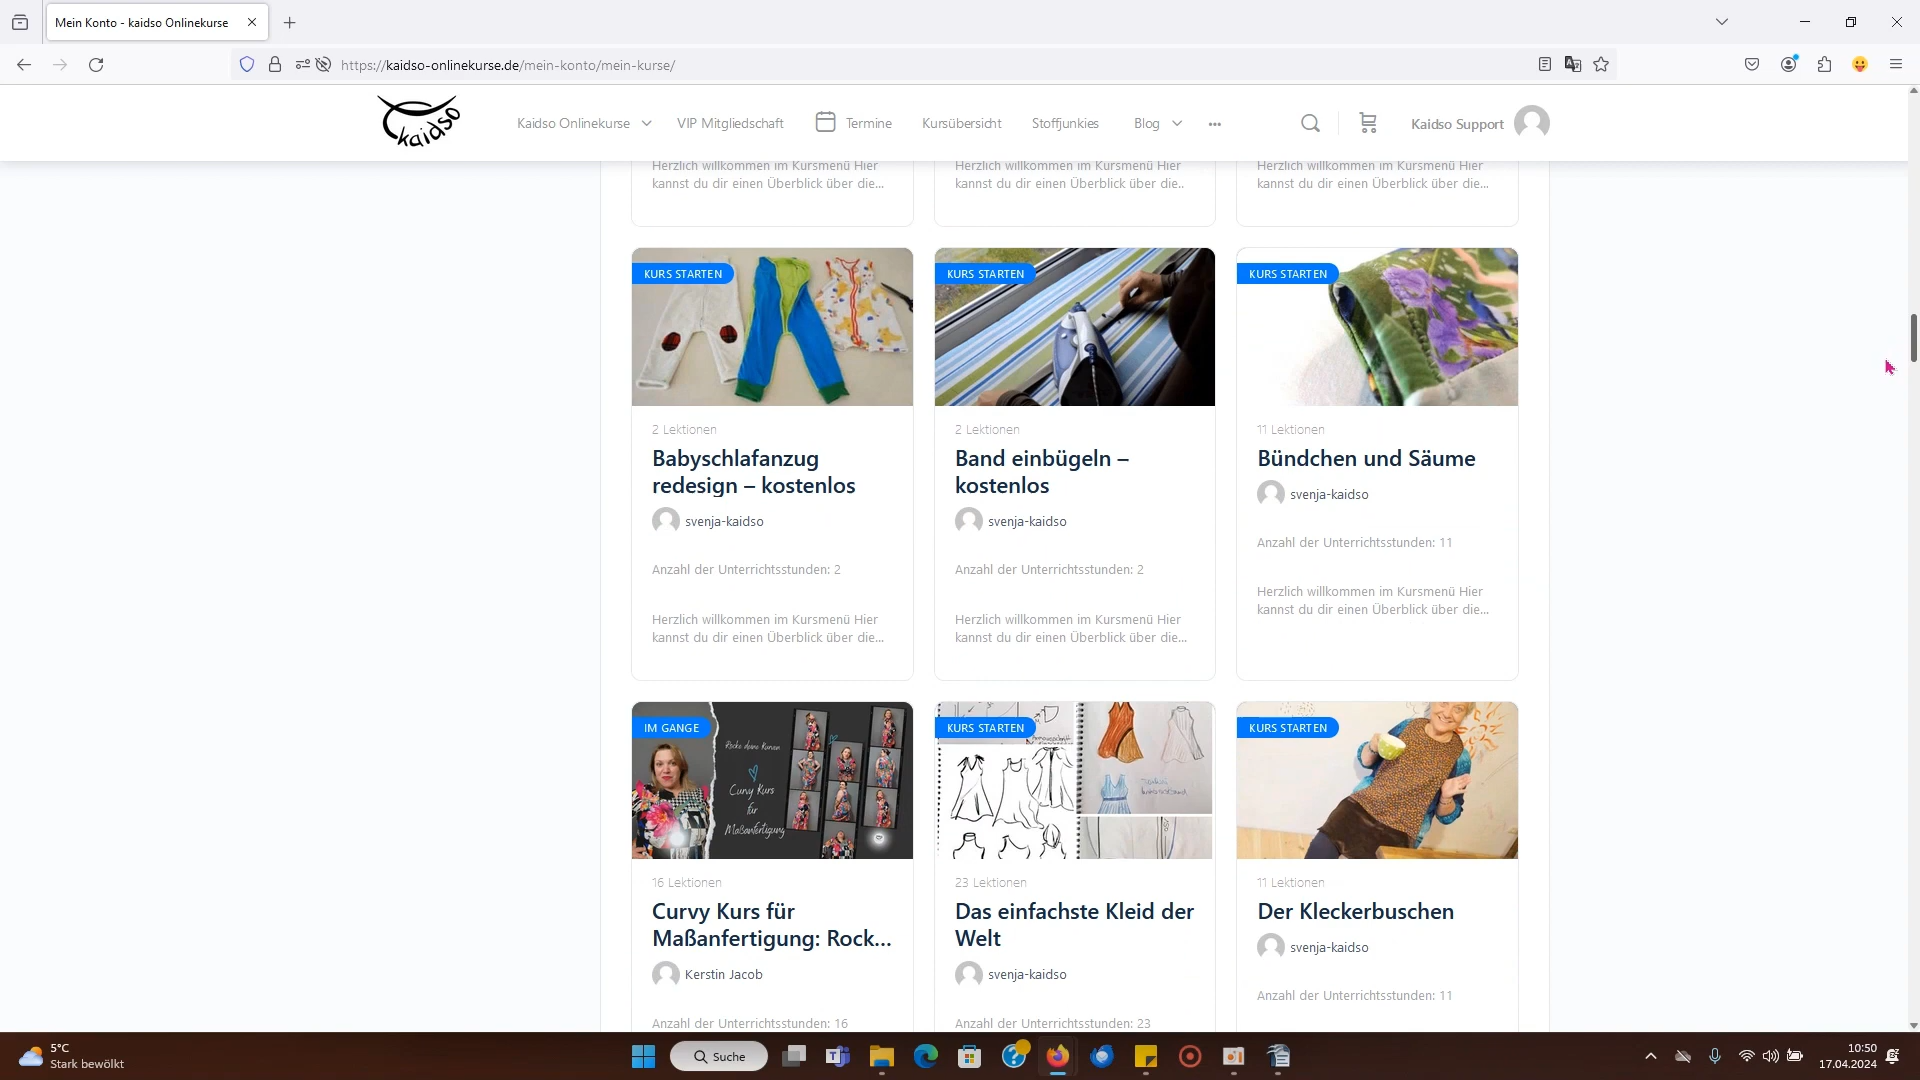 Mein Konto - kaidso Onlinekurse
https://kaidso-onlinekurse.de/mein-konto/mein-kurse/
kaidso
Kaidso Onlinekurse
VIP Mitgliedschaft
Termine
Kursübersicht
Stoffjunkies
Blog
Kaidso Support
Herzlich willkommen im Kursmenü Hier
kannst du dir einen Überblick über die...
Herzlich willkommen im Kursmenü Hier
kannst du dir einen Überblick über die..
Herzlich willkommen im Kursmenü Hier
kannst du dir einen Überblick über die...
KURS STARTEN
2 Lektionen
Babyschlafanzug
redesign – kostenlos
svenja-kaidso
Anzahl der Unterrichtsstunden: 2
Herzlich willkommen im Kursmenü Hier
kannst du dir einen Überblick über die...
KURS STARTEN
2 Lektionen
Band einbügeln –
kostenlos
svenja-kaidso
Anzahl der Unterrichtsstunden: 2
Herzlich willkommen im Kursmenü Hier
kannst du dir einen Überblick über die...
KURS STARTEN
11 Lektionen
Bündchen und Säume
svenja-kaidso
Anzahl der Unterrichtsstunden: 11
Herzlich willkommen im Kursmenü Hier
kannst du dir einen Überblick über die...
IM GANGE
Rocke deine Kurven
Curvy Kurs
für
Maßanfertigung
16 Lektionen
Curvy Kurs für
Maßanfertigung: Rock...
Kerstin Jacob
Anzahl der Unterrichtsstunden: 16
KURS STARTEN
23 Lektionen
Das einfachste Kleid der
Welt
svenja-kaidso
Anzahl der Unterrichtsstunden: 23
KURS STARTEN
11 Lektionen
Der Kleckerbuschen
svenja-kaidso
Anzahl der Unterrichtsstunden: 11
5°C
Stark bewölkt
Suche
10:50
17.04.2024